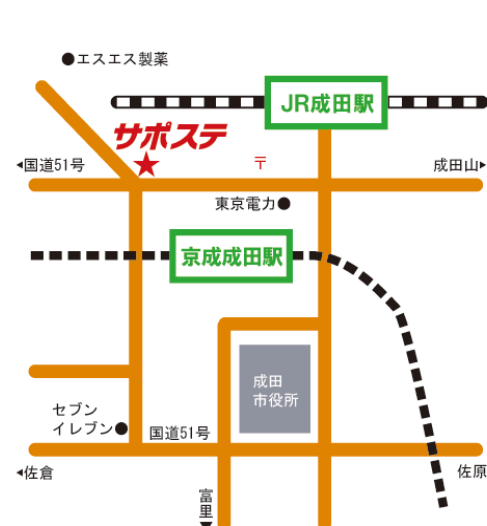 ●エスエス製薬
JR成田駅
サポステ
◂国道51号
〒
成田山▸
東京電力●
京成成田駅
成田
市役所
セブン
イレブン●
国道51号
◂佐倉
佐原
富里